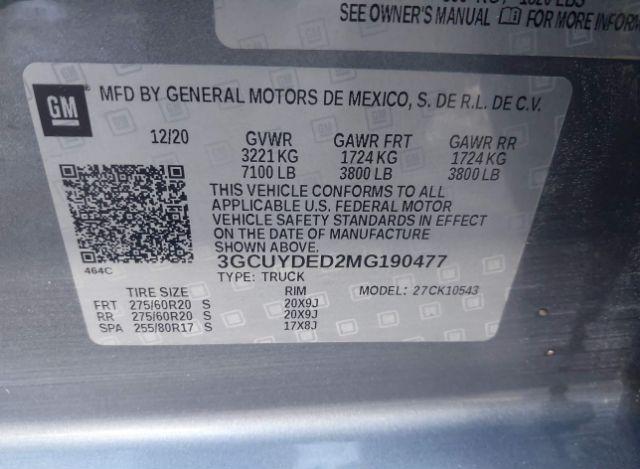 SEE OWNER'S MANUAL FOR MORE INFORM
GM MFD BY GENERAL MOTORS DE MEXICO, S. DE R.L. DE C.V.
12/20 GVWR GAWR FRT GAWR RR
3221 KG 1724 KG 1724 KG
7100 LB 3800 LB 3800 LB
THIS VEHICLE CONFORMS TO ALL
APPLICABLE U.S. FEDERAL MOTOR
VEHICLE SAFETY STANDARDS IN EFFECT
ON THE DATE OF MANUFACTURE
SHOWN ABOVE.
464C 3GCUYDED2MG190477
TYPE: TRUCK
TIRE SIZE RIM MODEL: 27CK10543
FRT 275/60R20 S 20X9J
RR 275/60R20 S 20X9J
SPA 255/80R17 S 17X8J